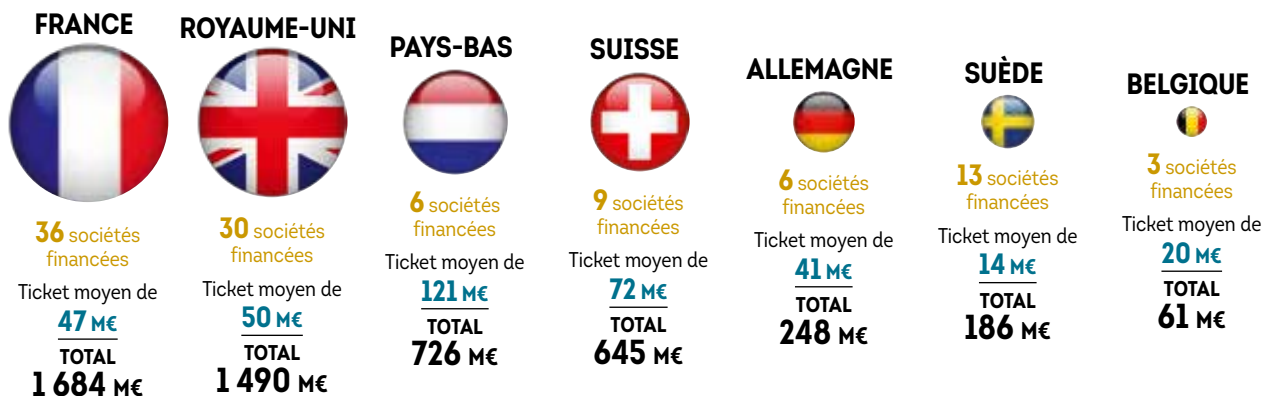 FRANCE
36 sociétés
financées
Ticket moyen de
47 M€
TOTAL
1 684 M€
ROYAUME-UNI
30 sociétés
financées
Ticket moyen de
50 M€
TOTAL
1 490 M€
PAYS-BAS
6 sociétés
financées
Ticket moyen de
121 M€
TOTAL
726 M€
SUISSE
9 sociétés
financées
Ticket moyen de
72 M€
TOTAL
645 M€
ALLEMAGNE
6 sociétés
financées
Ticket moyen de
41 M€
TOTAL
248 M€
SUÈDE
13 sociétés
financées
Ticket moyen de
14 M€
TOTAL
186 M€
BELGIQUE
3 sociétés
financées
Ticket moyen de
20 M€
TOTAL
61 M€